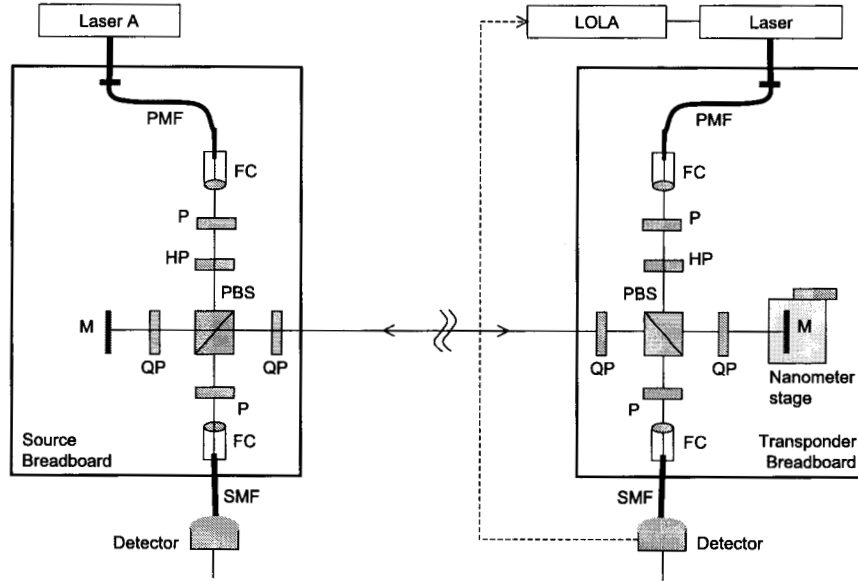 Laser A
LOLA
Laser
PMF
PMF
FC
FC
P
P
HP
HP
PBS
PBS
M
M
QP
QP
QP
QP
Nanometer
stage
P
P
FC
FC
Source
Breadboard
Transponder
Breadboard
SMF
SMF
Detector
Detector